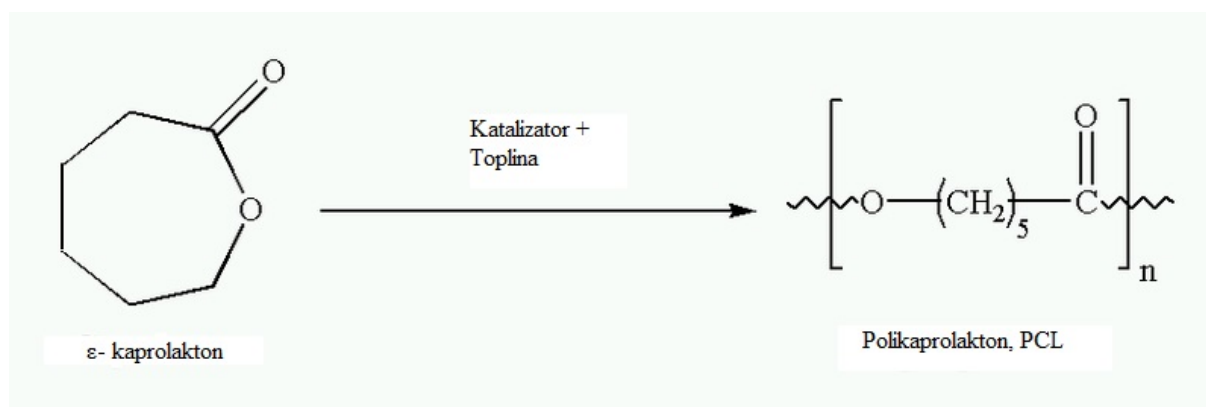 O
O
ε- kaprolakton
Katalizator +
Toplina
O
O—(CH₂)₅—C
n
Polikaprolakton, PCL